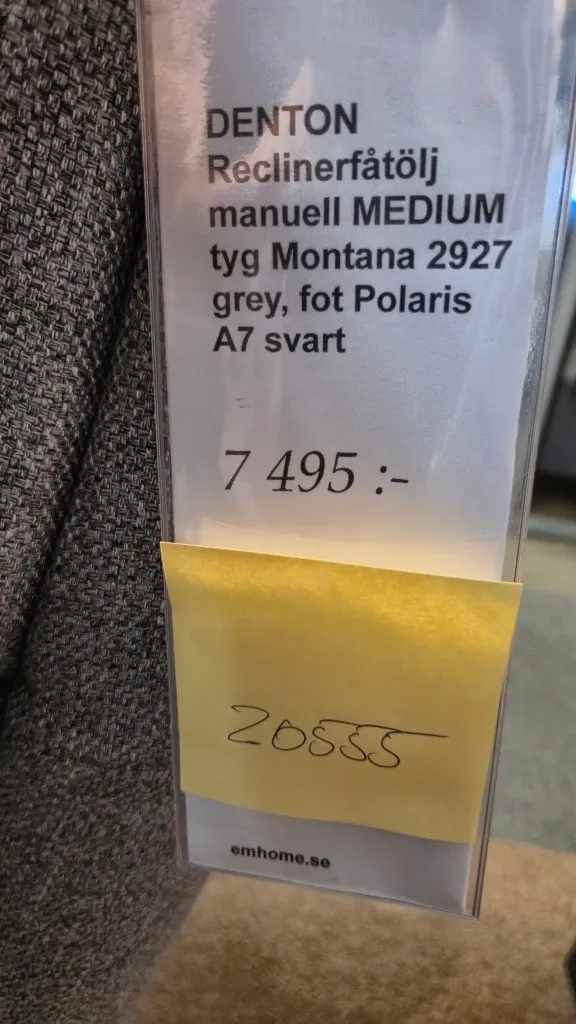 DENTON
Reclinerfåtölj
manuell MEDIUM
tyg Montana 2927
grey, fot Polaris
A7 svart
7 495 :-
20555
emhome.se